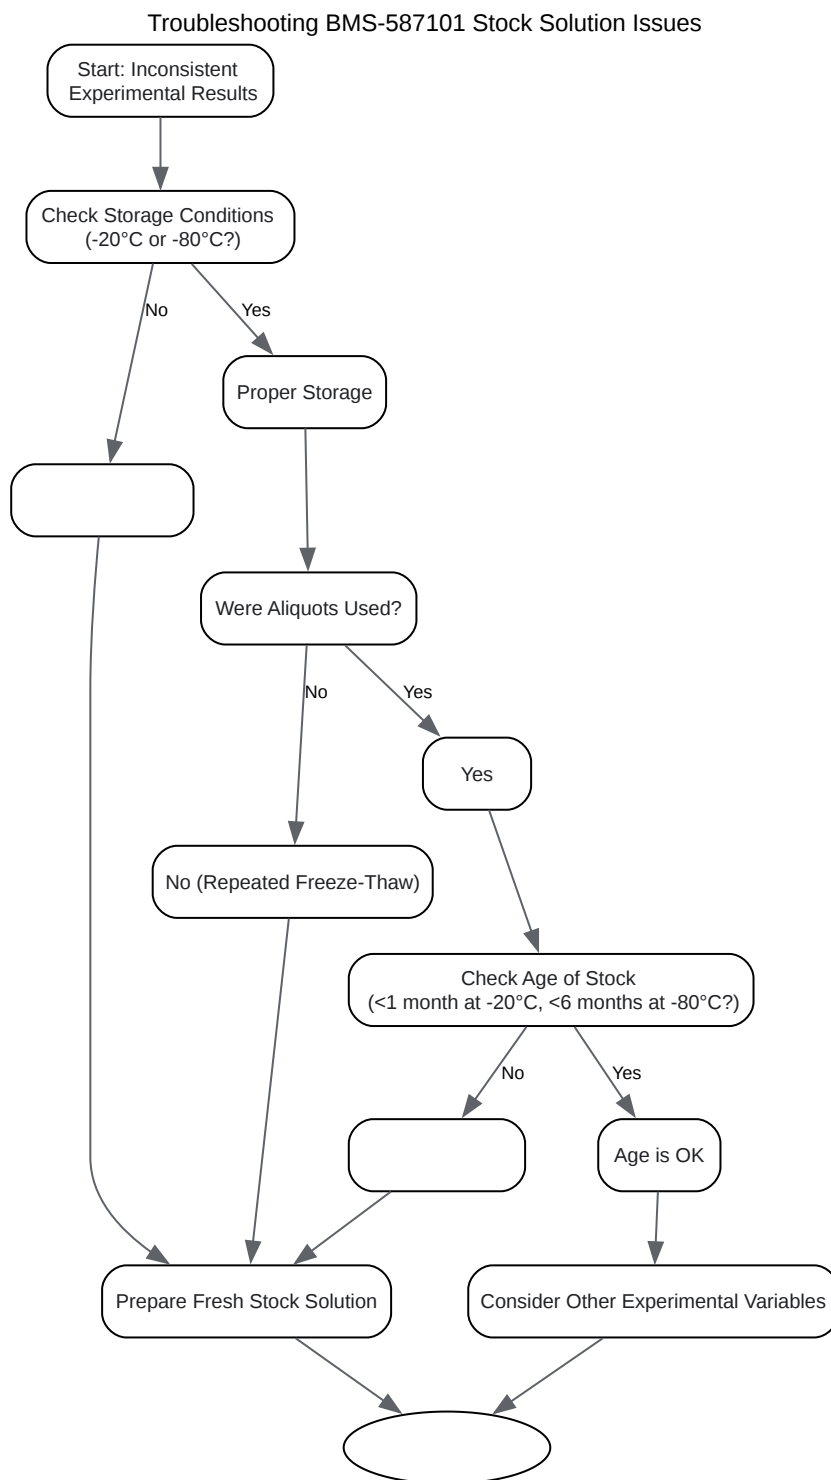 Troubleshooting BMS-587101 Stock Solution Issues
Start: Inconsistent
Experimental Results
Check Storage Conditions
(-20°C or -80°C?)
No
Yes
Proper Storage
Were Aliquots Used?
No
Yes
Yes
No (Repeated Freeze-Thaw)
Check Age of Stock
(<1 month at -20°C, <6 months at -80°C?)
No
Yes
Age is OK
Prepare Fresh Stock Solution
Consider Other Experimental Variables